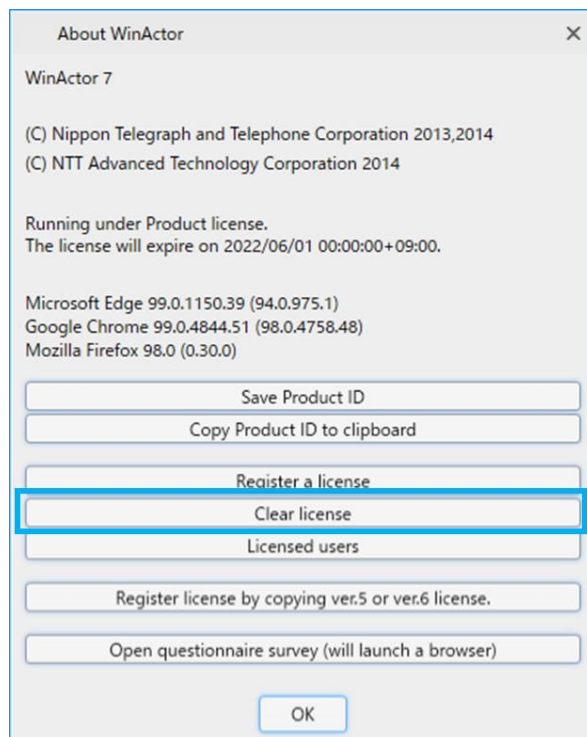 About WinActor
WinActor 7
(C) Nippon Telegraph and Telephone Corporation 2013,2014
(C) NTT Advanced Technology Corporation 2014
Running under Product license.
The license will expire on 2022/06/01 00:00:00+09:00.
Microsoft Edge 99.0.1150.39 (94.0.975.1)
Google Chrome 99.0.4844.51 (98.0.4758.48)
Mozilla Firefox 98.0 (0.30.0)
Save Product ID
Copy Product ID to clipboard
Register a license
Clear license
Licensed users
Register license by copying ver.5 or ver.6 license.
Open questionnaire survey (will launch a browser)
OK